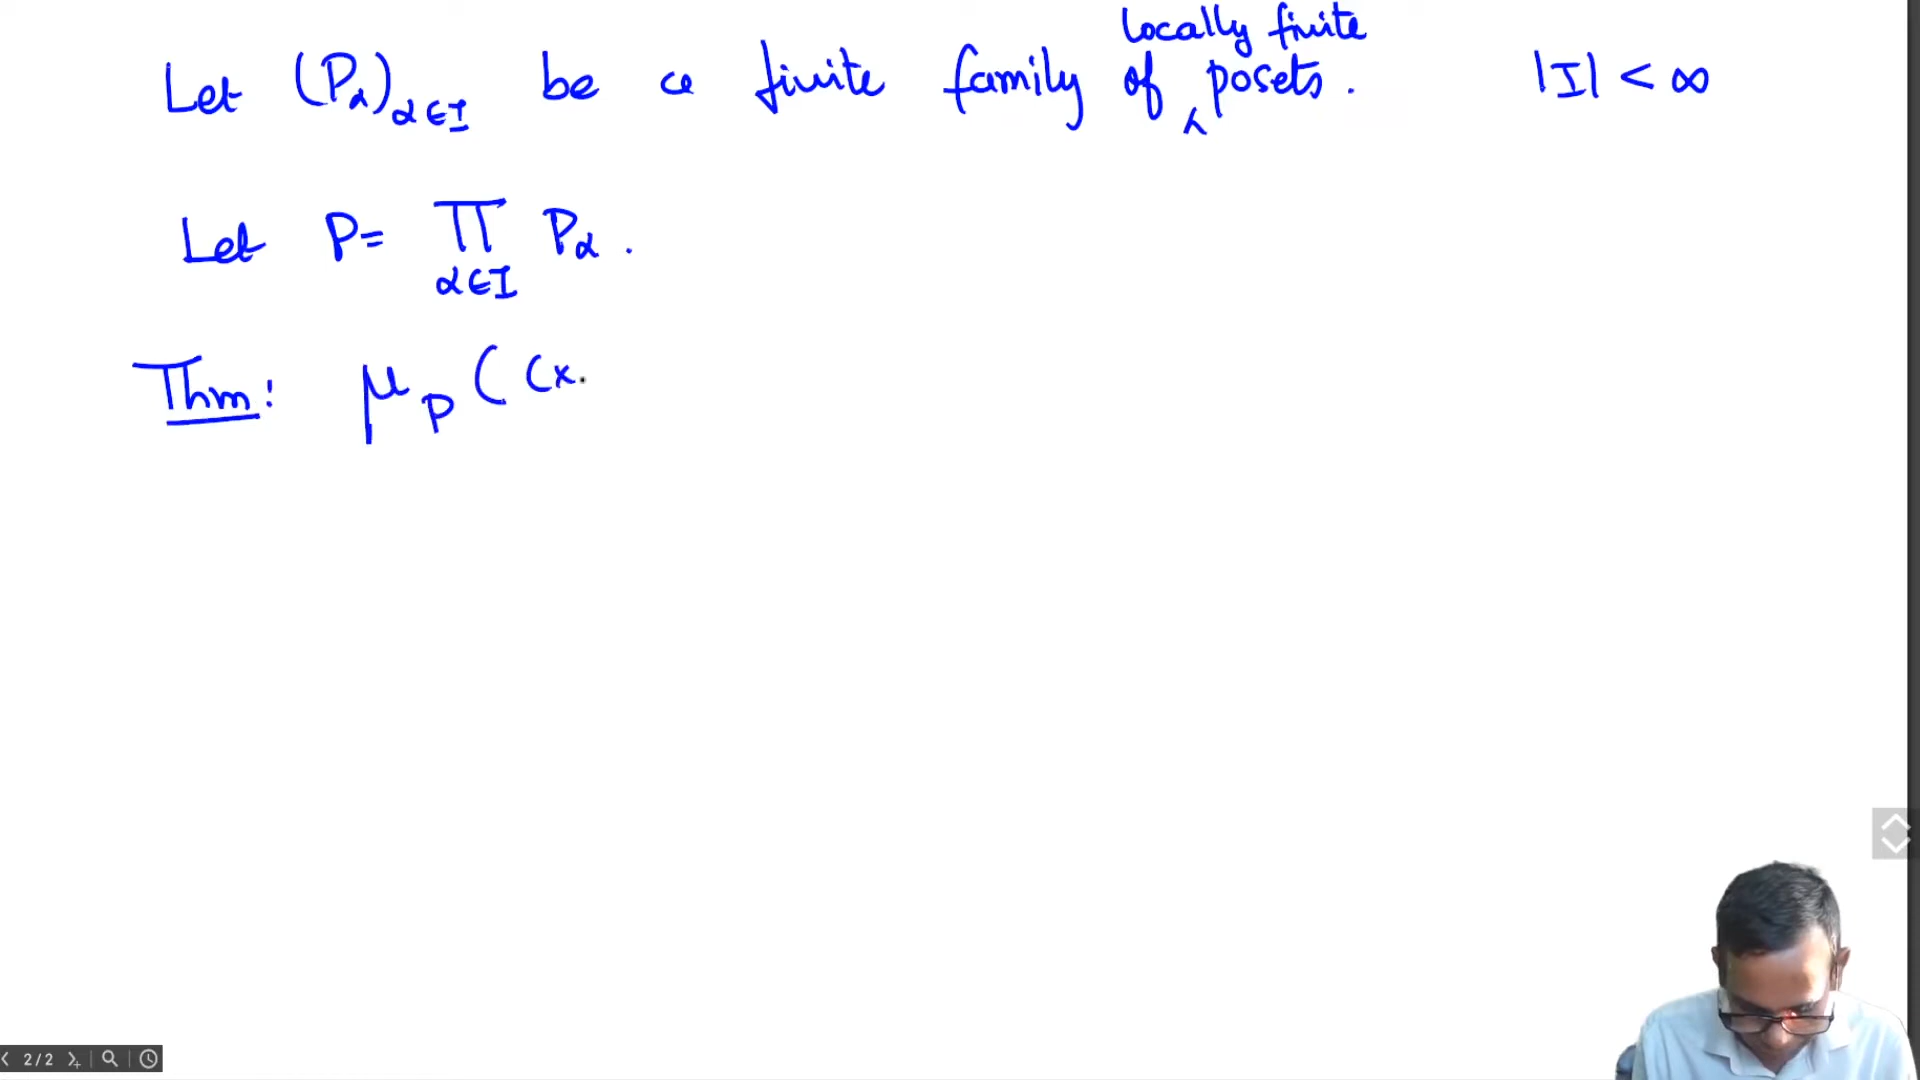 Let (P_α)_{α∈I} be a finite family of ^ locally finite posets. |I| < ∞
Let P = ∏_{α∈I} P_α.
Thm: μ_P ( (x
2/2